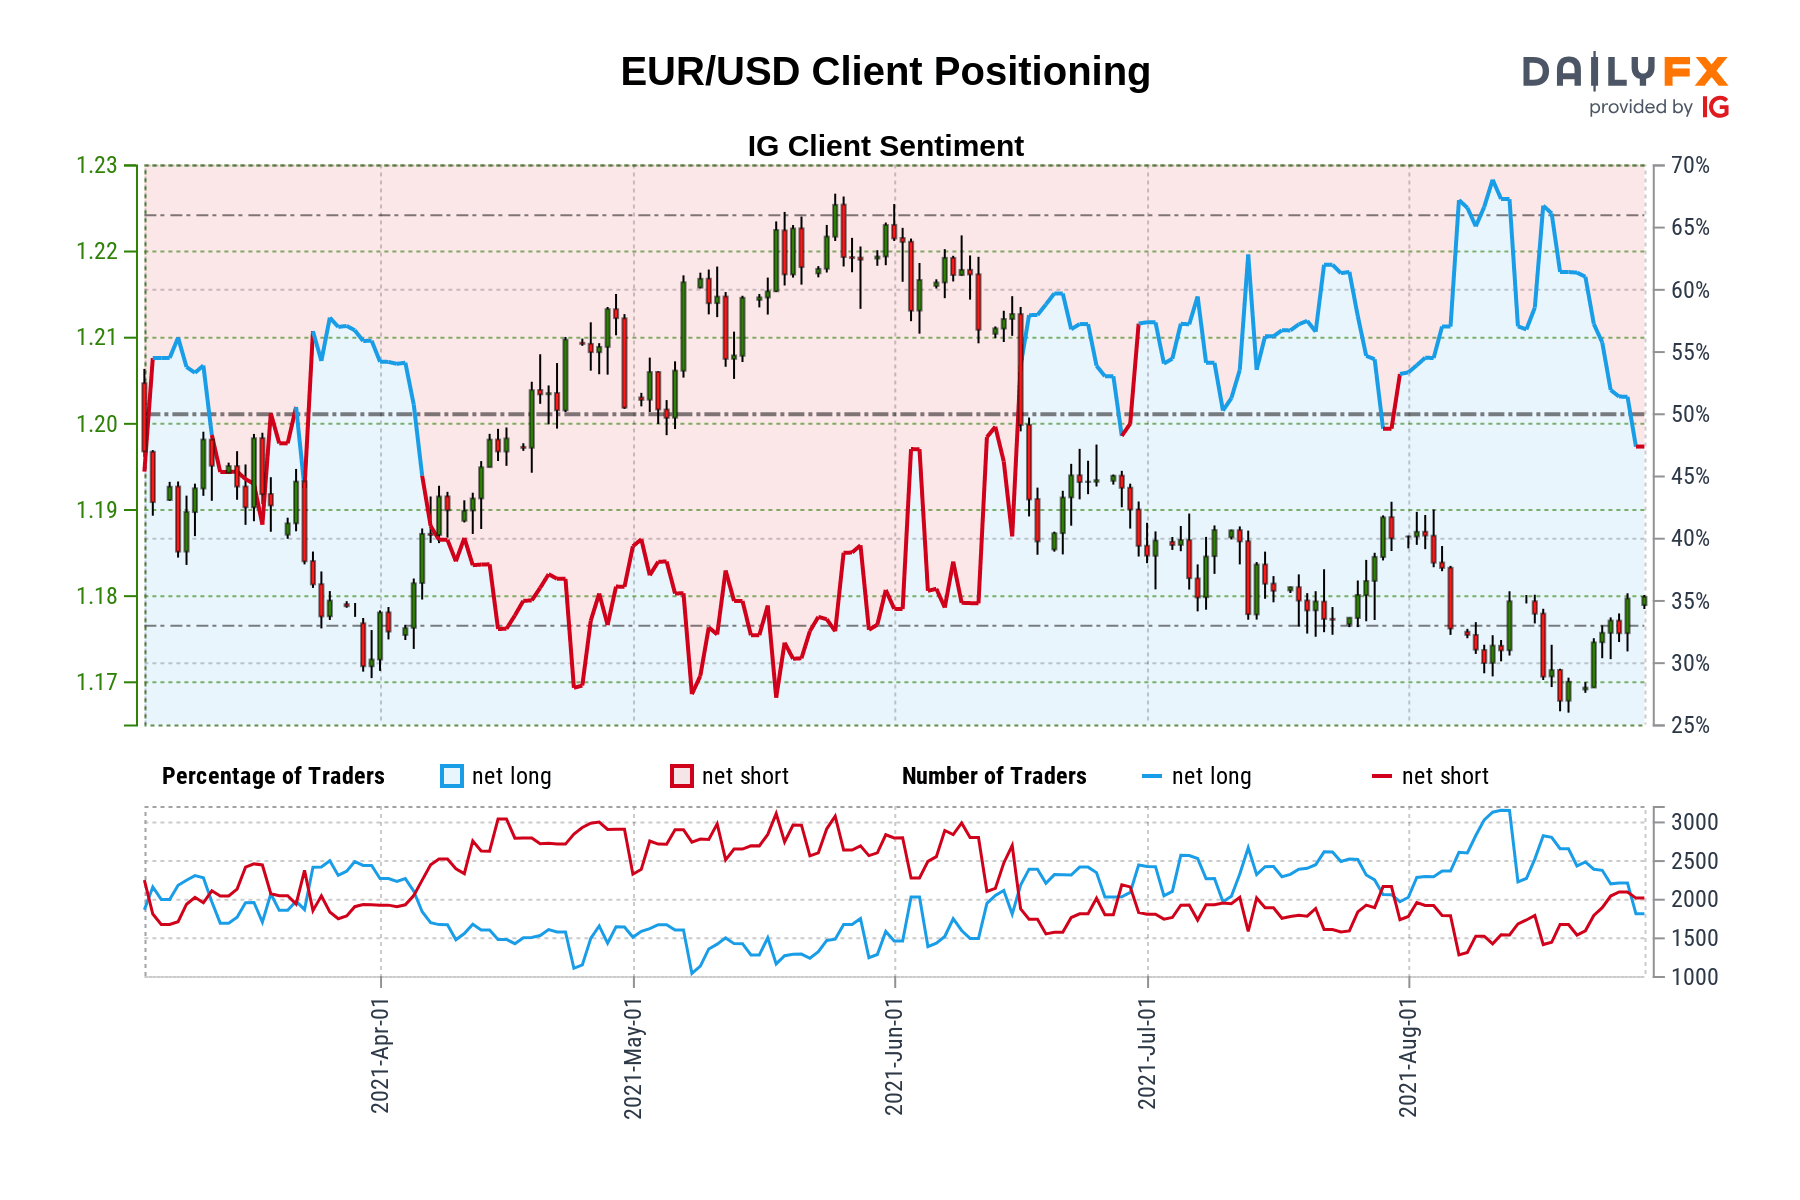 EUR/USD Client Positioning
DAILYFX
provided by IG
IG Client Sentiment
1.23
1.22
1.21
1.20
1.19
1.18
1.17
70%
65%
60%
55%
50%
45%
40%
35%
30%
25%
Percentage of Traders net long net short Number of Traders net long net short
3000
2500
2000
1500
1000
2021-Apr-01
2021-May-01
2021-Jun-01
2021-Jul-01
2021-Aug-01